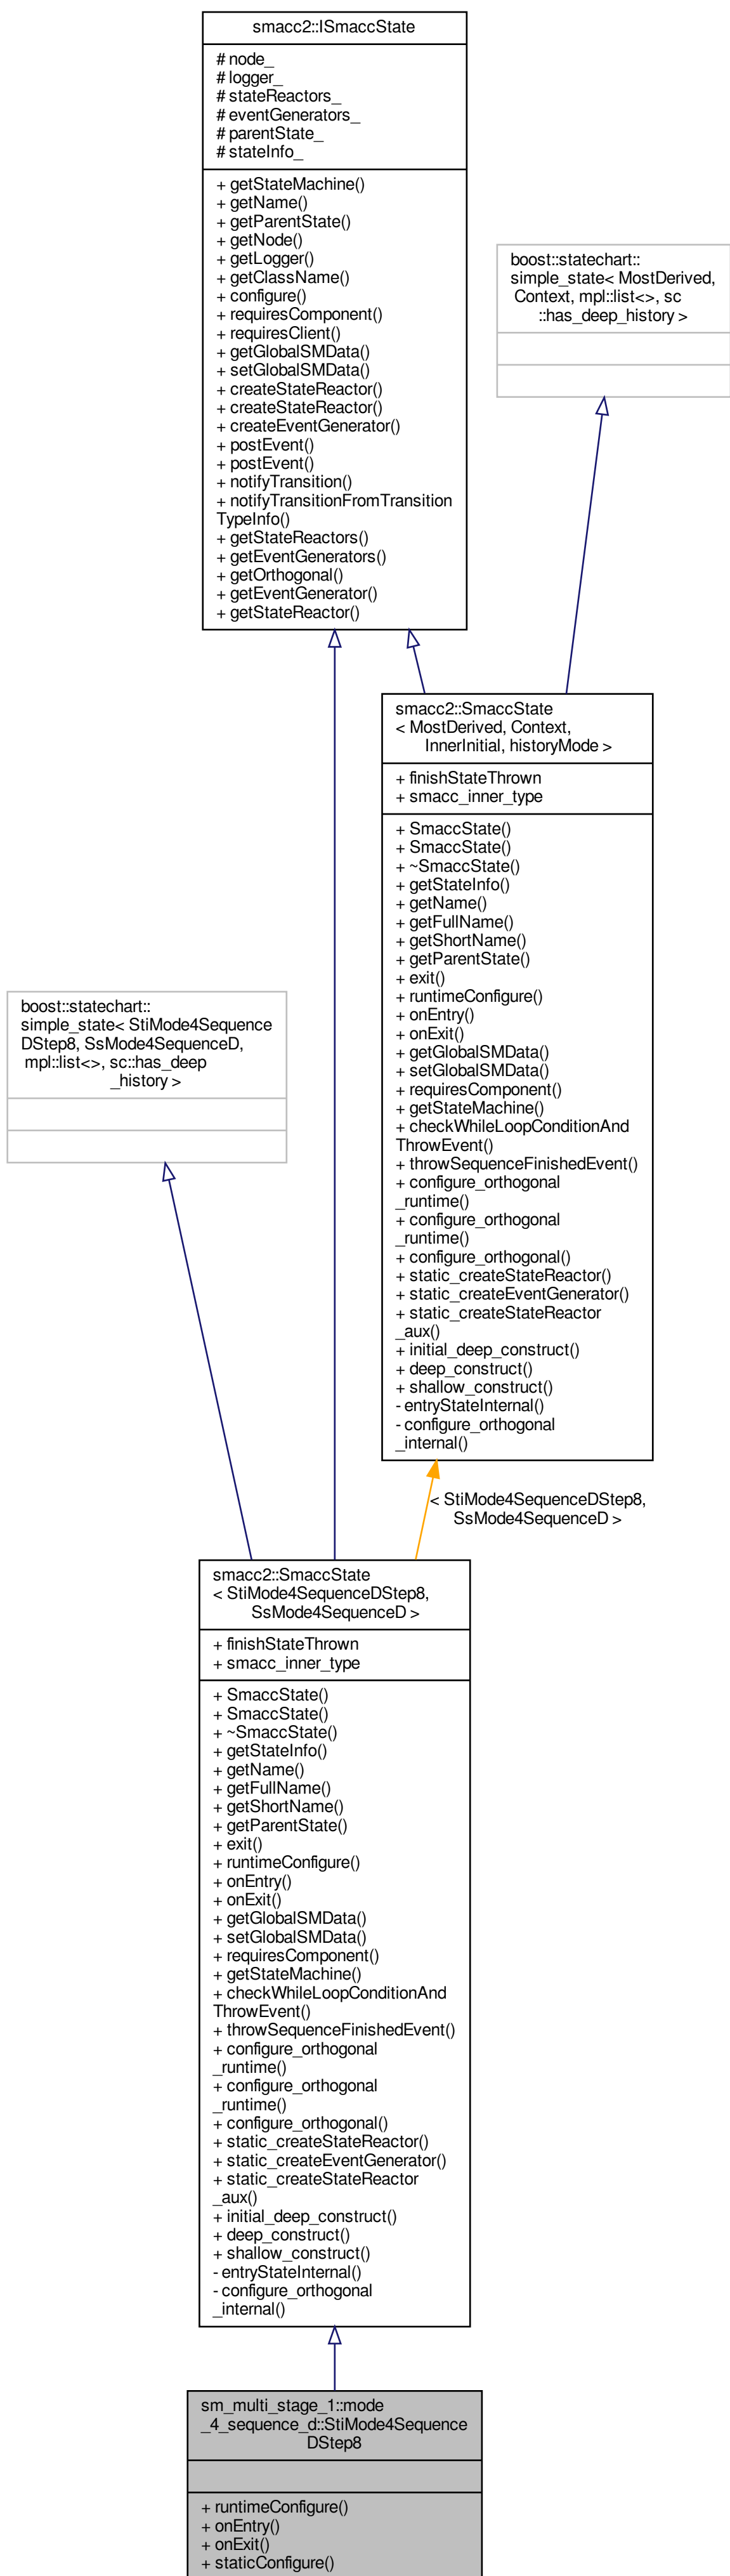 smacc2::ISmaccState
# node_
# logger_
# stateReactors_
# eventGenerators_
# parentState_
# stateInfo_
+ getStateMachine()
+ getName()
+ getParentState()
+ getNode()
+ getLogger()
+ getClassName()
+ configure()
+ requiresComponent()
+ requiresClient()
+ getGlobalSMData()
+ setGlobalSMData()
+ createStateReactor()
+ createStateReactor()
+ createEventGenerator()
+ postEvent()
+ postEvent()
+ notifyTransition()
+ notifyTransitionFromTransition
TypeInfo()
+ getStateReactors()
+ getEventGenerators()
+ getOrthogonal()
+ getEventGenerator()
+ getStateReactor()
boost::statechart::
simple_state< MostDerived,
Context, mpl::list<>, sc
::has_deep_history >
smacc2::SmaccState
< MostDerived, Context,
InnerInitial, historyMode >
+ finishStateThrown
+ smacc_inner_type
+ SmaccState()
+ SmaccState()
+ ~SmaccState()
+ getStateInfo()
+ getName()
+ getFullName()
+ getShortName()
+ getParentState()
+ exit()
+ runtimeConfigure()
+ onEntry()
+ onExit()
+ getGlobalSMData()
+ setGlobalSMData()
+ requiresComponent()
+ getStateMachine()
+ checkWhileLoopConditionAnd
ThrowEvent()
+ throwSequenceFinishedEvent()
+ configure_orthogonal
_runtime()
+ configure_orthogonal
_runtime()
+ configure_orthogonal()
+ static_createStateReactor()
+ static_createEventGenerator()
+ static_createStateReactor
_aux()
+ initial_deep_construct()
+ deep_construct()
+ shallow_construct()
- entryStateInternal()
- configure_orthogonal
_internal()
boost::statechart::
simple_state< StiMode4Sequence
DStep8, SsMode4SequenceD,
mpl::list<>, sc::has_deep
_history >
< StiMode4SequenceDStep8,
SsMode4SequenceD >
smacc2::SmaccState
< StiMode4SequenceDStep8,
SsMode4SequenceD >
+ finishStateThrown
+ smacc_inner_type
+ SmaccState()
+ SmaccState()
+ ~SmaccState()
+ getStateInfo()
+ getName()
+ getFullName()
+ getShortName()
+ getParentState()
+ exit()
+ runtimeConfigure()
+ onEntry()
+ onExit()
+ getGlobalSMData()
+ setGlobalSMData()
+ requiresComponent()
+ getStateMachine()
+ checkWhileLoopConditionAnd
ThrowEvent()
+ throwSequenceFinishedEvent()
+ configure_orthogonal
_runtime()
+ configure_orthogonal
_runtime()
+ configure_orthogonal()
+ static_createStateReactor()
+ static_createEventGenerator()
+ static_createStateReactor
_aux()
+ initial_deep_construct()
+ deep_construct()
+ shallow_construct()
- entryStateInternal()
- configure_orthogonal
_internal()
sm_multi_stage_1::mode
_4_sequence_d::StiMode4Sequence
DStep8
+ runtimeConfigure()
+ onEntry()
+ onExit()
+ staticConfigure()